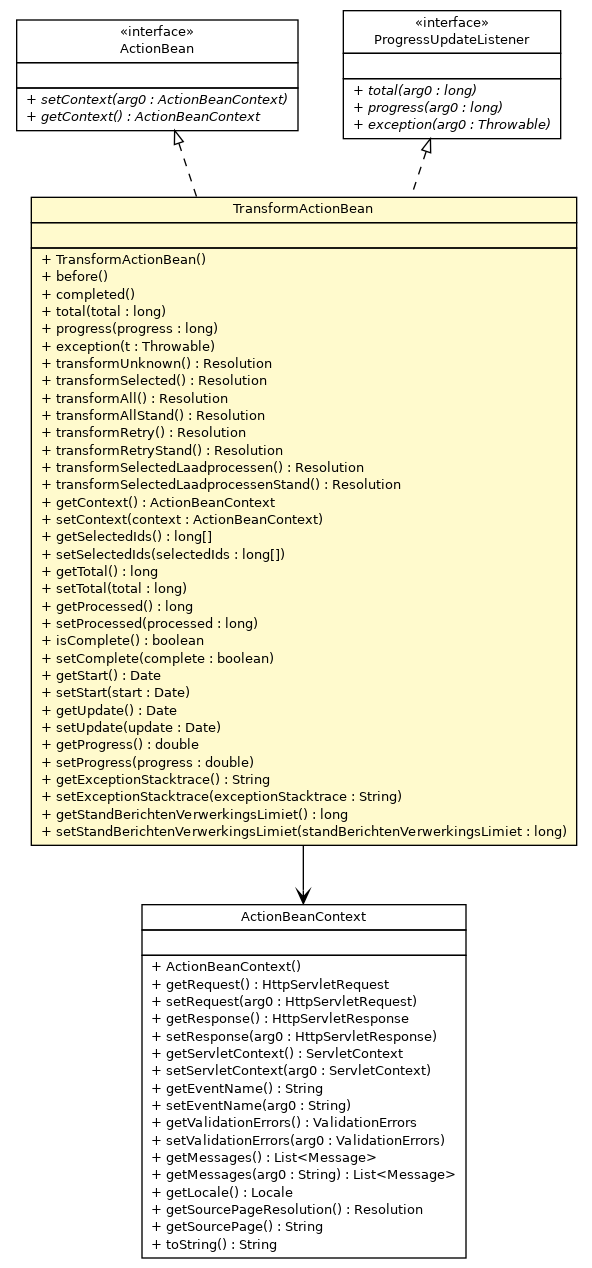 «interface»
ActionBean
+ setContext(arg0 : ActionBeanContext)
+ getContext() : ActionBeanContext
«interface»
ProgressUpdateListener
+ total(arg0 : long)
+ progress(arg0 : long)
+ exception(arg0 : Throwable)
TransformActionBean
+ TransformActionBean()
+ before()
+ completed()
+ total(total : long)
+ progress(progress : long)
+ exception(t : Throwable)
+ transformUnknown() : Resolution
+ transformSelected() : Resolution
+ transformAll() : Resolution
+ transformAllStand() : Resolution
+ transformRetry() : Resolution
+ transformRetryStand() : Resolution
+ transformSelectedLaadprocessen() : Resolution
+ transformSelectedLaadprocessenStand() : Resolution
+ getContext() : ActionBeanContext
+ setContext(context : ActionBeanContext)
+ getSelectedIds() : long[]
+ setSelectedIds(selectedIds : long[])
+ getTotal() : long
+ setTotal(total : long)
+ getProcessed() : long
+ setProcessed(processed : long)
+ isComplete() : boolean
+ setComplete(complete : boolean)
+ getStart() : Date
+ setStart(start : Date)
+ getUpdate() : Date
+ setUpdate(update : Date)
+ getProgress() : double
+ setProgress(progress : double)
+ getExceptionStacktrace() : String
+ setExceptionStacktrace(exceptionStacktrace : String)
+ getStandBerichtenVerwerkingsLimiet() : long
+ setStandBerichtenVerwerkingsLimiet(standBerichtenVerwerkingsLimiet : long)
ActionBeanContext
+ ActionBeanContext()
+ getRequest() : HttpServletRequest
+ setRequest(arg0 : HttpServletRequest)
+ getResponse() : HttpServletResponse
+ setResponse(arg0 : HttpServletResponse)
+ getServletContext() : ServletContext
+ setServletContext(arg0 : ServletContext)
+ getEventName() : String
+ setEventName(arg0 : String)
+ getValidationErrors() : ValidationErrors
+ setValidationErrors(arg0 : ValidationErrors)
+ getMessages() : List<Message>
+ getMessages(arg0 : String) : List<Message>
+ getLocale() : Locale
+ getSourcePageResolution() : Resolution
+ getSourcePage() : String
+ toString() : String